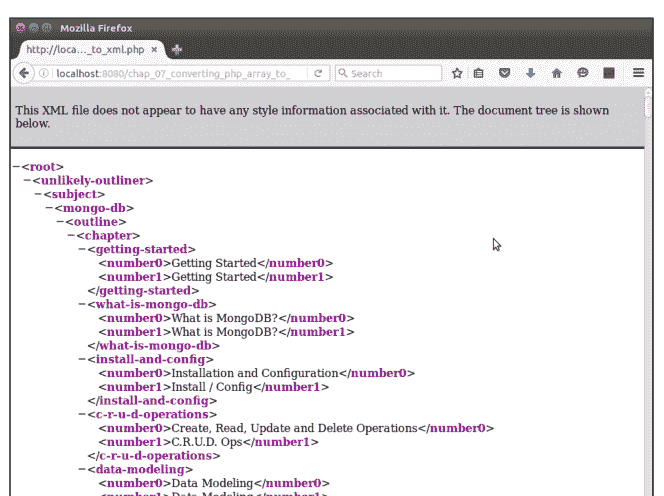 Mozilla Firefox
http://loca..._to_xml.php ×
localhost:8080/chap_07_converting_php_array_to_ Search
This XML file does not appear to have any style information associated with it. The document tree is shown
below.
−<root>
−<unlikely-outliner>
−<subject>
−<mongo-db>
−<outline>
−<chapter>
−<getting-started>
<number0>Getting Started</number0>
<number1>Getting Started</number1>
</getting-started>
−<what-is-mongo-db>
<number0>What is MongoDB?</number0>
<number1>What is MongoDB?</number1>
</what-is-mongo-db>
−<install-and-config>
<number0>Installation and Configuration</number0>
<number1>Install / Config</number1>
</install-and-config>
−<c-r-u-d-operations>
<number0>Create, Read, Update and Delete Operations</number0>
<number1>C.R.U.D. Ops</number1>
</c-r-u-d-operations>
−<data-modeling>
<number0>Data Modeling</number0>
<number1>Data Modeling</number1>